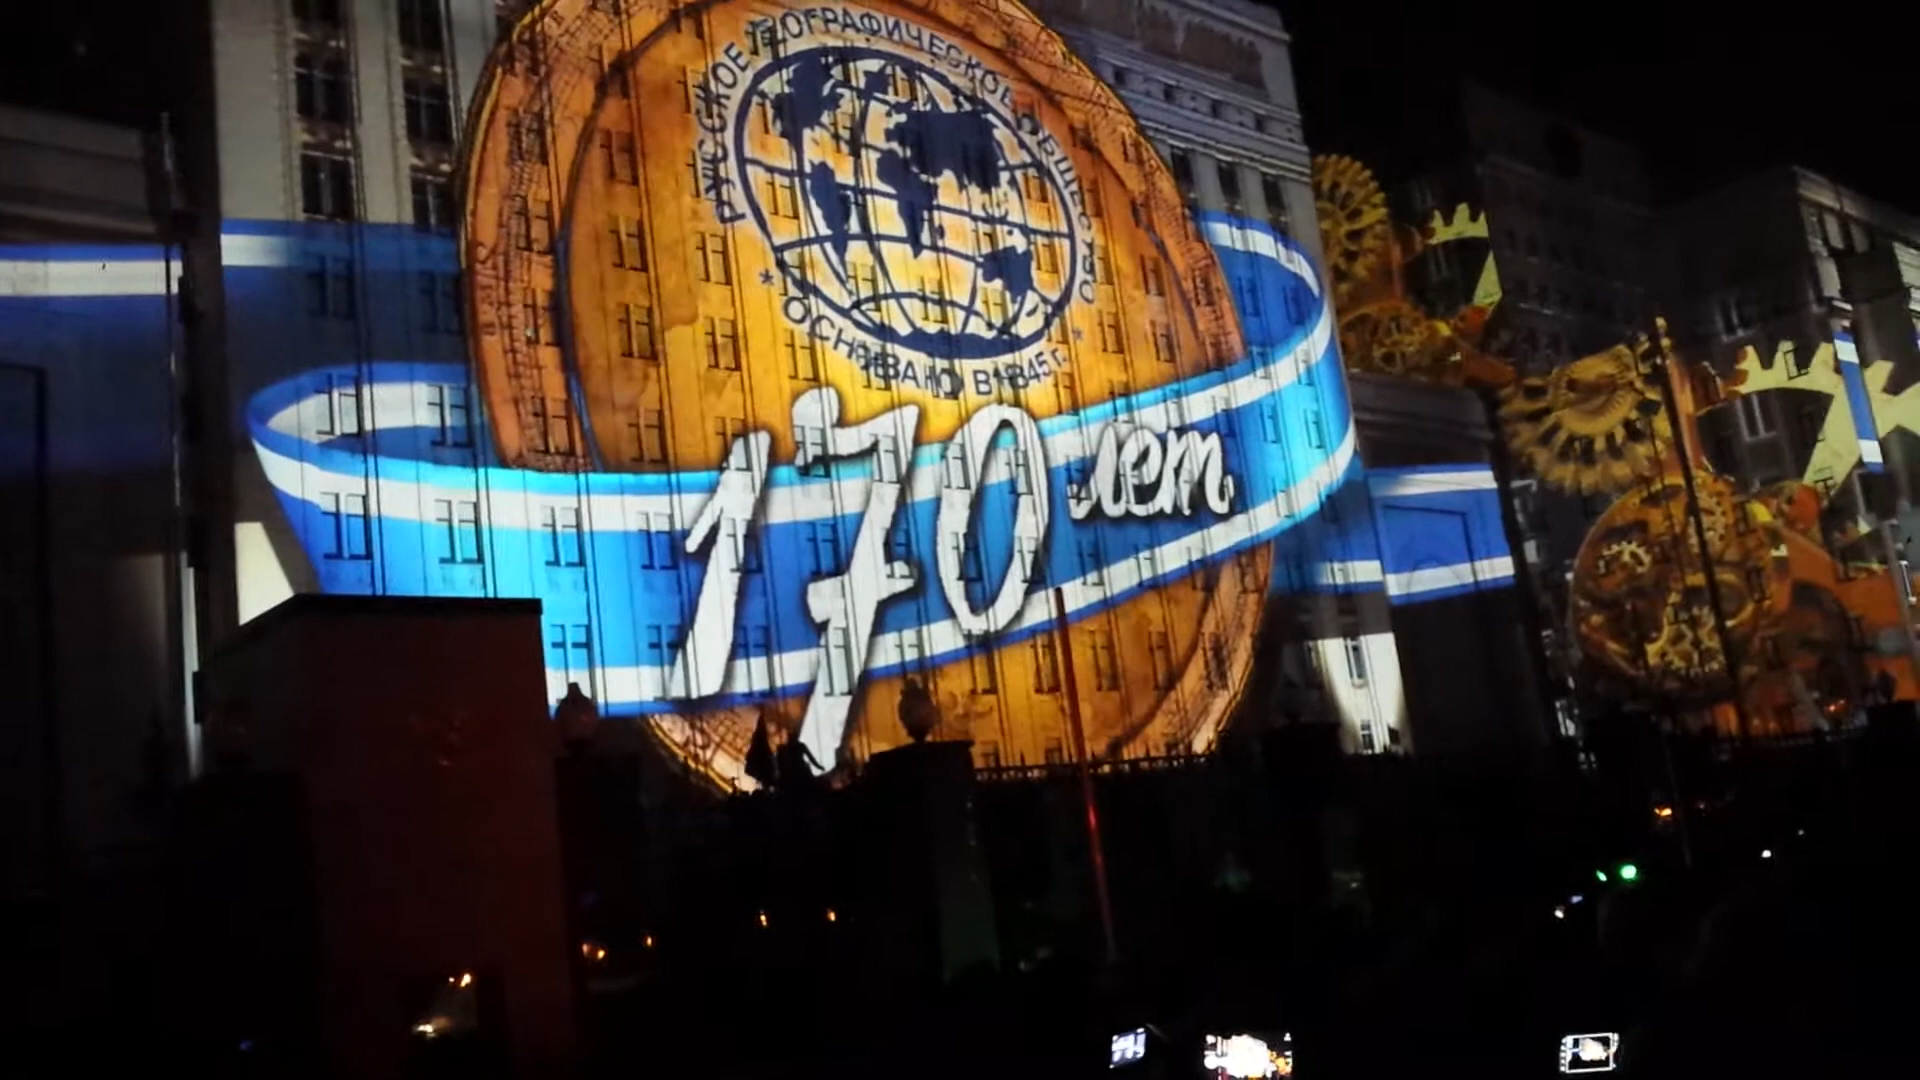 РУССКОЕ ГЕОГРАФИЧЕСКОЕ ОБЩЕСТВО
* ОСНОВАНО В 1845 г. *
170 лет